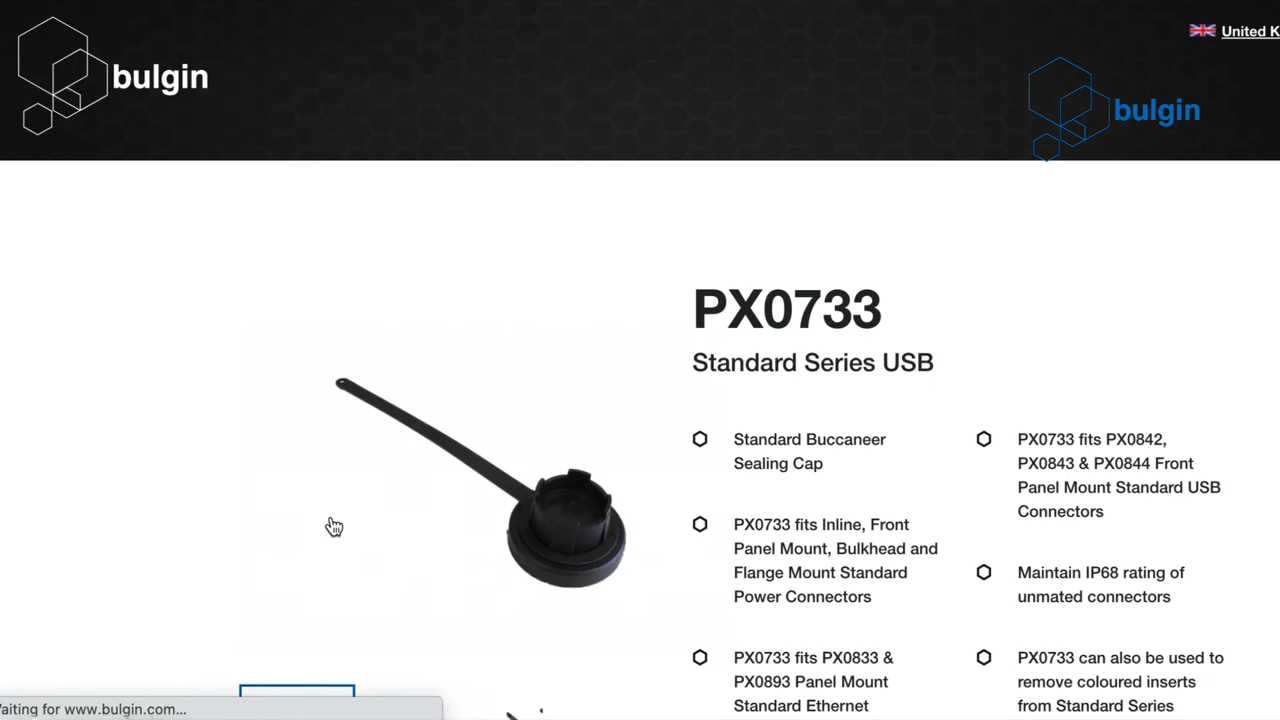 United K
bulgin
bulgin
PX0733
Standard Series USB
Standard Buccaneer
Sealing Cap
PX0733 fits Inline, Front
Panel Mount, Bulkhead and
Flange Mount Standard
Power Connectors
PX0733 fits PX0833 &
PX0893 Panel Mount
Standard Ethernet
PX0733 fits PX0842,
PX0843 & PX0844 Front
Panel Mount Standard USB
Connectors
Maintain IP68 rating of
unmated connectors
PX0733 can also be used to
remove coloured inserts
from Standard Series
aiting for www.bulgin.com...